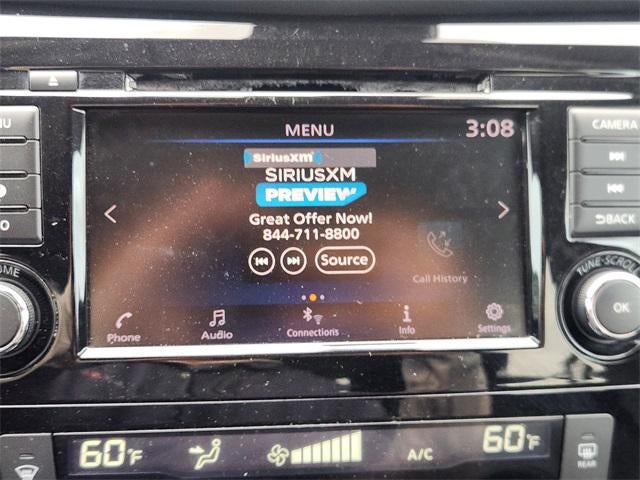 MENU 3:08
SiriusXM
SIRIUSXM
PREVIEW
Great Offer Now!
844-711-8800
Source
Call History
Phone Audio Connections Info Settings
CAMERA
BACK
TUNE·SCROLL
OK
60°F A/C 60°F
REAR